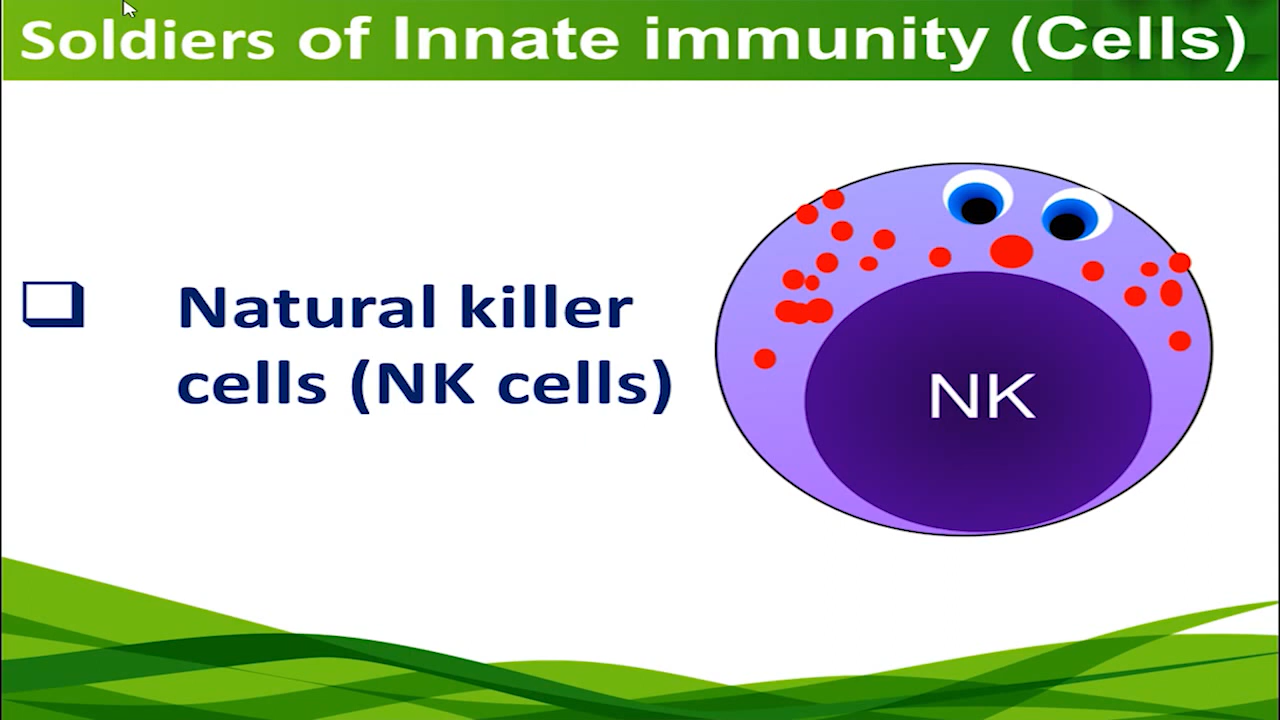 Soldiers of Innate immunity (Cells)
Natural killer
cells (NK cells)
NK